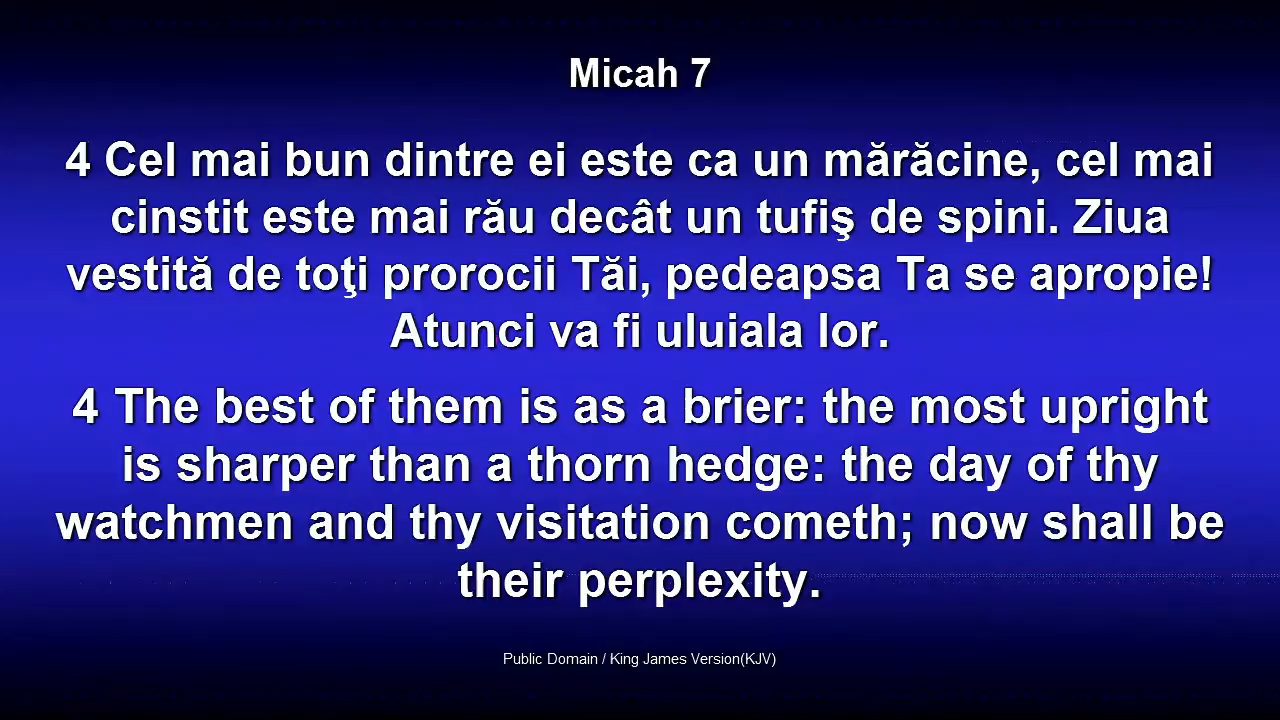 Micah 7
4 Cel mai bun dintre ei este ca un mărăcine, cel mai
cinstit este mai rău decât un tufiş de spini. Ziua
vestită de toţi prorocii Tăi, pedeapsa Ta se apropie!
Atunci va fi uluiala lor.
4 The best of them is as a brier: the most upright
is sharper than a thorn hedge: the day of thy
watchmen and thy visitation cometh; now shall be
their perplexity.
Public Domain / King James Version(KJV)